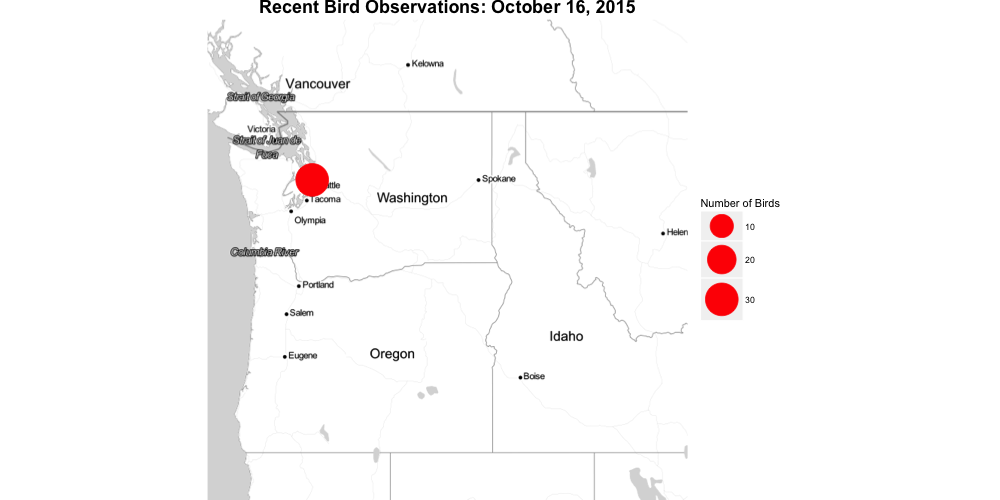 Recent Bird Observations: October 16, 2015
Kelowna
Vancouver
Strait of Georgia
Victoria
Strait of Juan de
Fuca
Spokane
ttle
Tacoma
Washington
Olympia
Helen
Columbia River
Portland
Salem
Idaho
Oregon
Eugene
Boise
Number of Birds
10
20
30